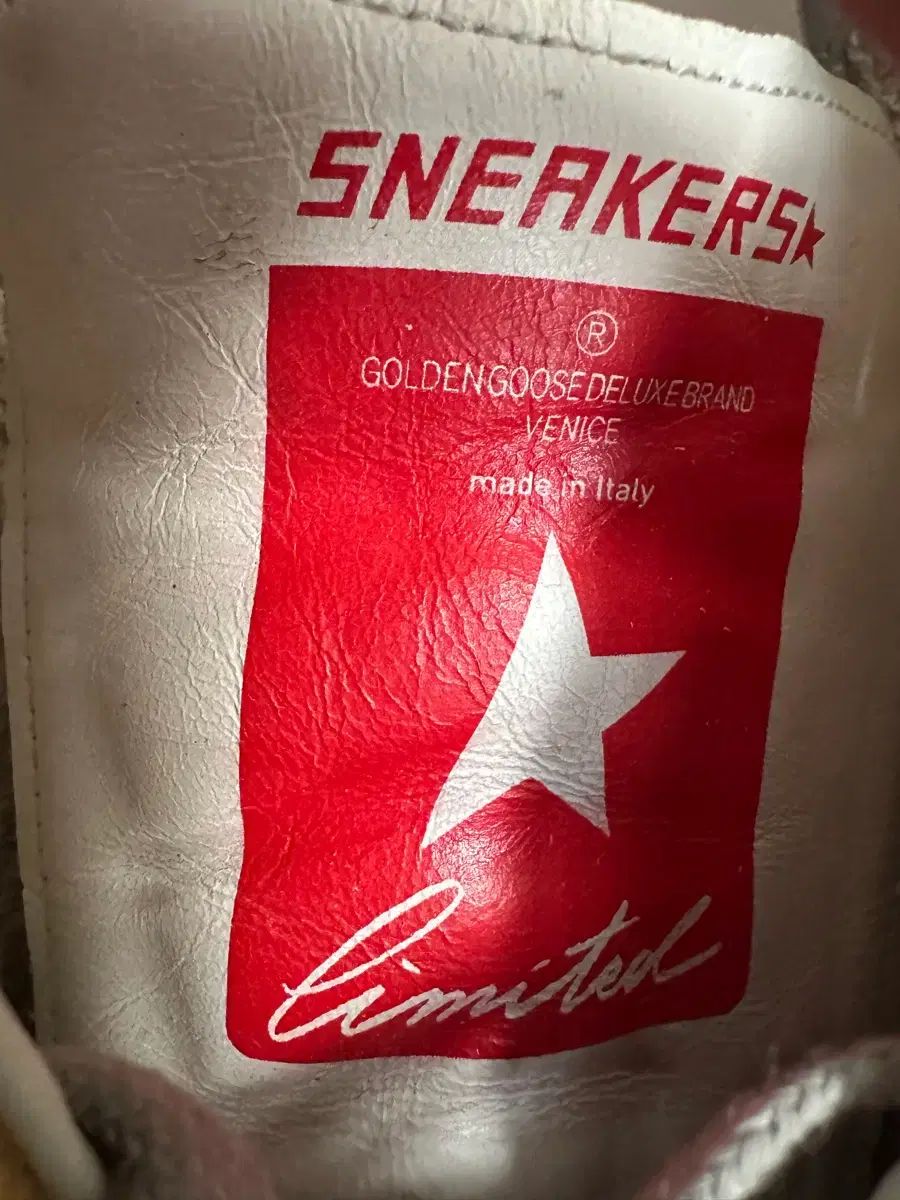 SNEAKERS
®
GOLDENGOOSEDELUXEBRAND
VENICE
made in Italy
limited